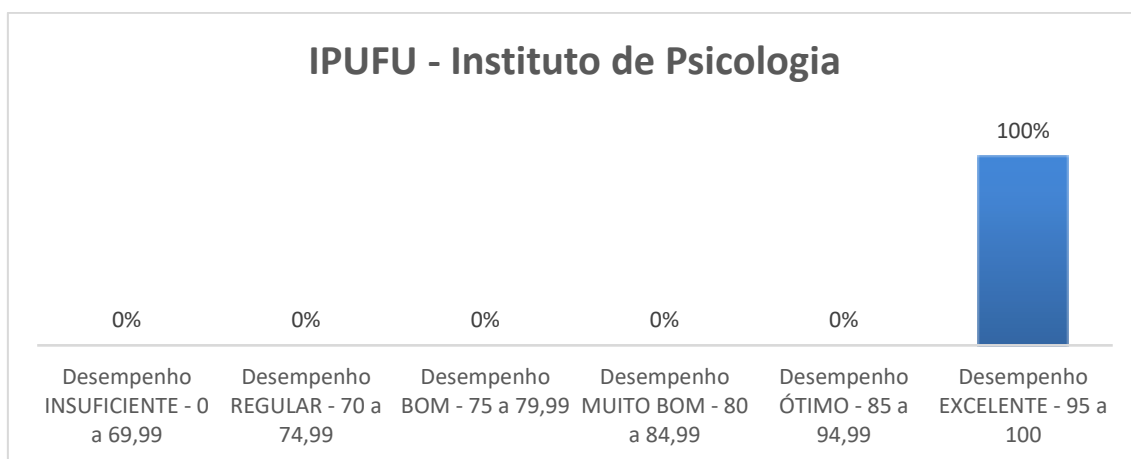 IPUFU - Instituto de Psicologia
100%
0%
0%
0%
0%
0%
Desempenho
INSUFICIENTE - 0
a 69,99
Desempenho
REGULAR - 70 a
74,99
Desempenho
BOM - 75 a 79,99
Desempenho
MUITO BOM - 80
a 84,99
Desempenho
ÓTIMO - 85 a
94,99
Desempenho
EXCELENTE - 95 a
100